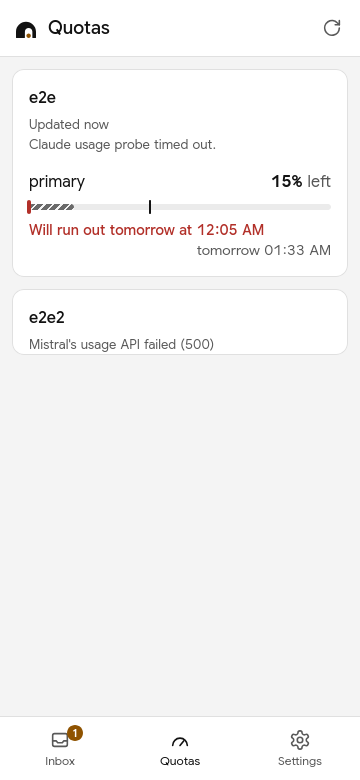 Quotas
e2e
Updated now
Claude usage probe timed out.
primary
15% left
Will run out tomorrow at 12:05 AM
tomorrow 01:33 AM
e2e2
Mistral's usage API failed (500)
1
Inbox
Quotas
Settings